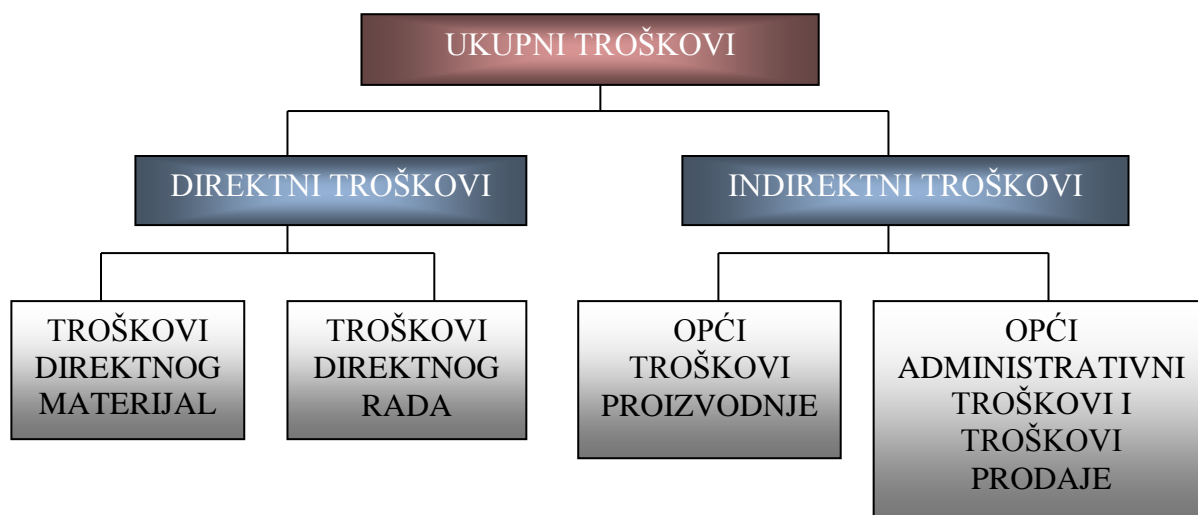 UKUPNI TROŠKOVI
DIREKTNI TROŠKOVI
INDIREKTNI TROŠKOVI
TROŠKOVI
DIREKTNOG
MATERIJAL
TROŠKOVI
DIREKTNOG
RADA
OPĆI
TROŠKOVI
PROIZVODNJE
OPĆI
ADMINISTRATIVNI
TROŠKOVI I
TROŠKOVI
PRODAJE